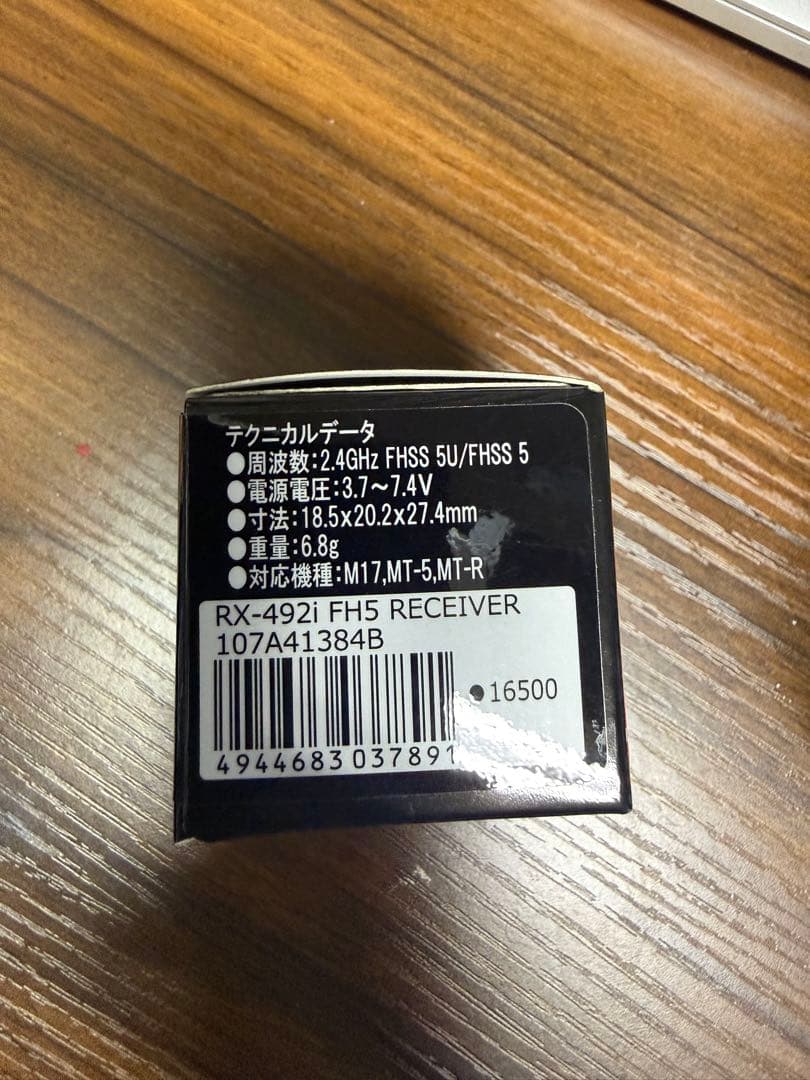 テクニカルデータ
●周波数:2.4GHz FHSS 5U/FHSS 5
●電源電圧:3.7～7.4V
●寸法:18.5x20.2x27.4mm
●重量:6.8g
●対応機種:M17,MT-5,MT-R
RX-492i FH5 RECEIVER
107A41384B
●16500
4944683037891